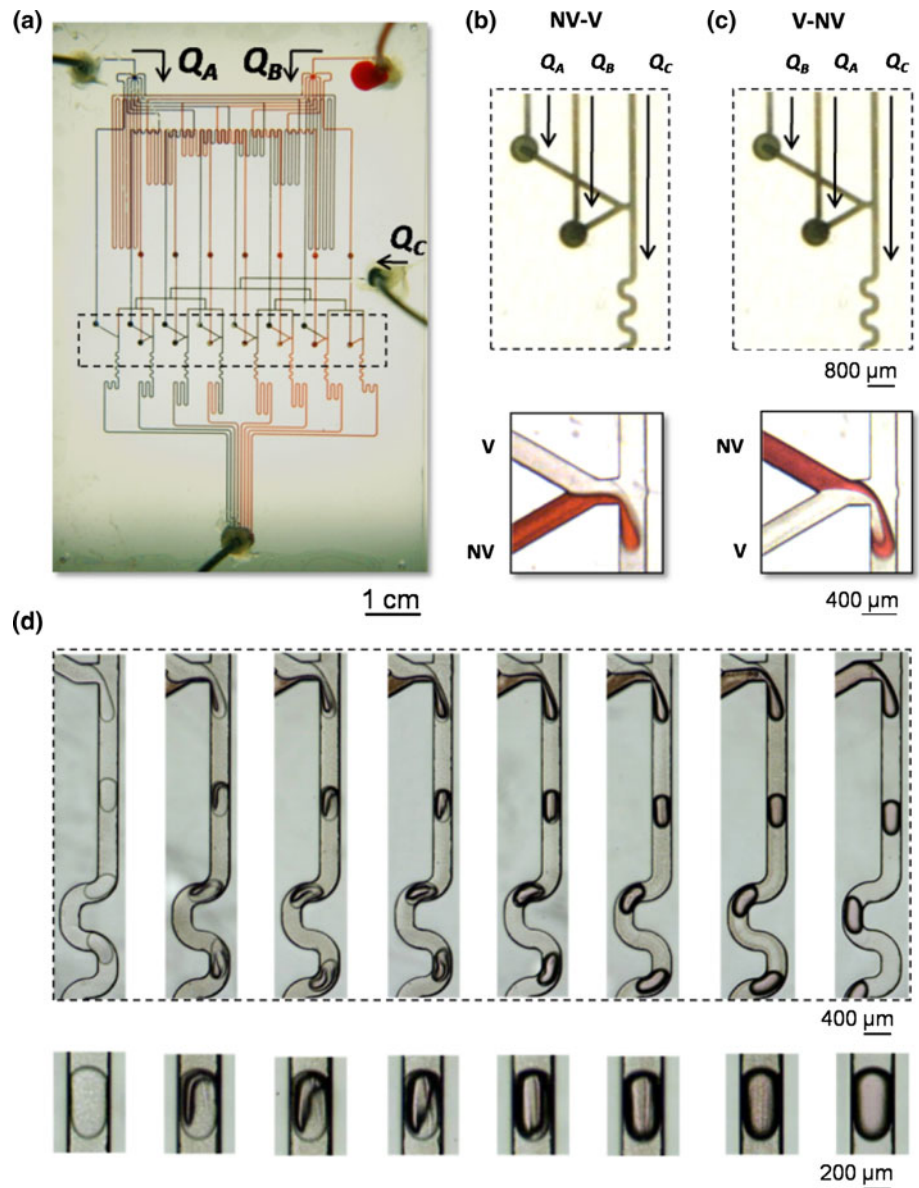 (a)
Q_A
Q_B
Q_C
1 cm
(b)
NV-V
Q_A Q_B Q_C
V
NV
(c)
V-NV
Q_B Q_A Q_C
800 µm
NV
V
400 µm
(d)
400 µm
200 µm